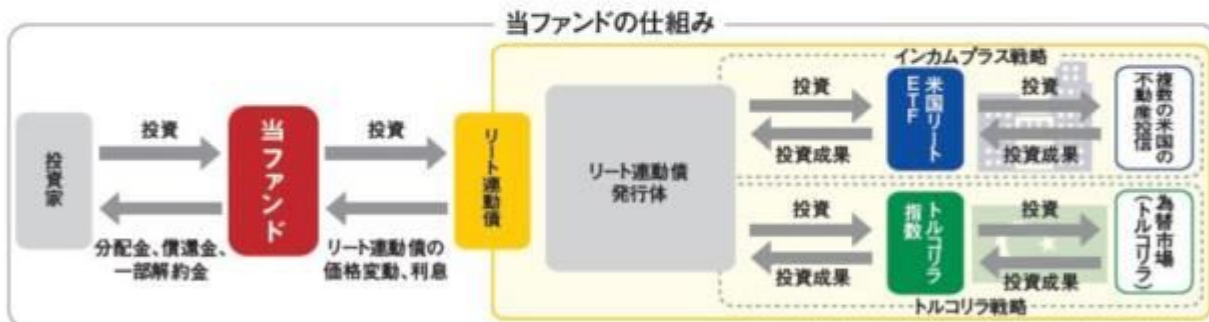 当ファンドの仕組み
投資家
投資
分配金、償還金、
一部解約金
当ファンド
投資
リート連動債の
価格変動、利息
リート連動債
リート連動債
発行体
インカムプラス戦略
投資
投資成果
米国リート
ETF
投資
投資成果
複数の米国の
不動産投信
投資
投資成果
トルコリラ
指数
投資
投資成果
為替市場
(トルコリラ)
トルコリラ戦略